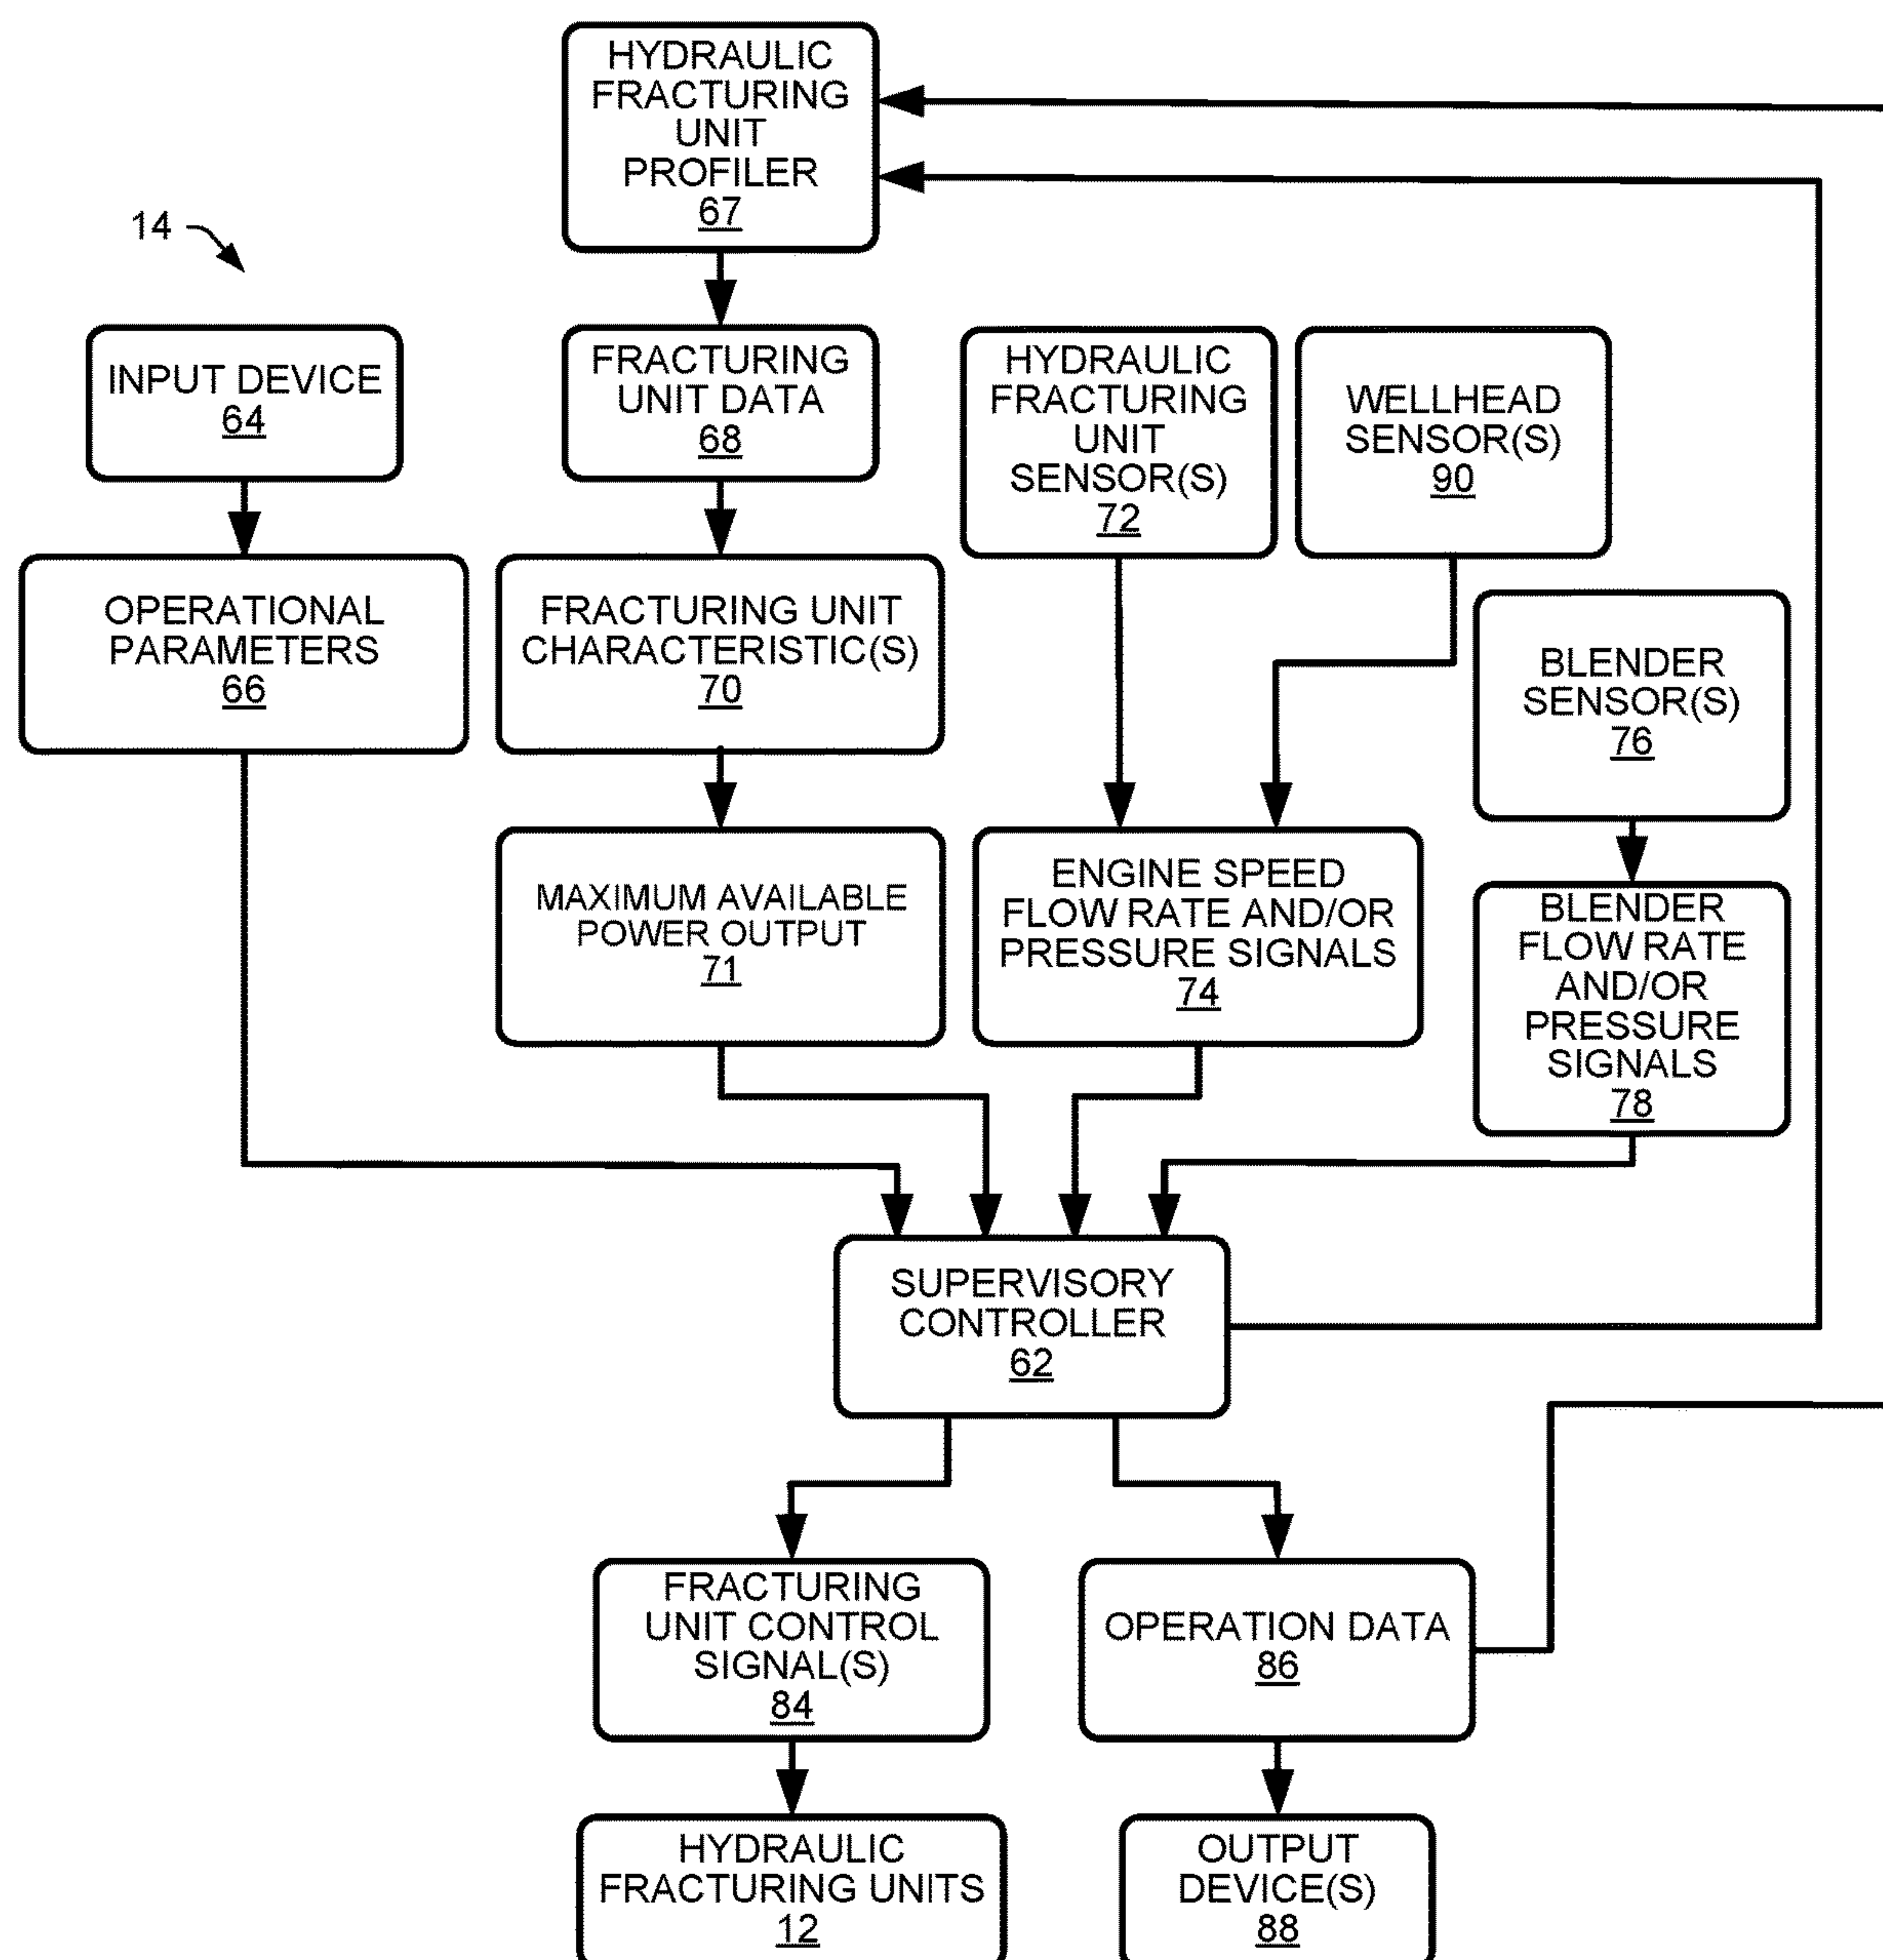 HYDRAULIC
FRACTURING
UNIT
PROFILER
67
14
INPUT DEVICE
64
FRACTURING
UNIT DATA
68
HYDRAULIC
FRACTURING
UNIT
SENSOR(S)
72
WELLHEAD
SENSOR(S)
90
OPERATIONAL
PARAMETERS
66
FRACTURING UNIT
CHARACTERISTIC(S)
70
BLENDER
SENSOR(S)
76
MAXIMUM AVAILABLE
POWER OUTPUT
71
ENGINE SPEED
FLOW RATE AND/OR
PRESSURE SIGNALS
74
BLENDER
FLOW RATE
AND/OR
PRESSURE
SIGNALS
78
SUPERVISORY
CONTROLLER
62
FRACTURING
UNIT CONTROL
SIGNAL(S)
84
OPERATION DATA
86
HYDRAULIC
FRACTURING UNITS
12
OUTPUT
DEVICE(S)
88